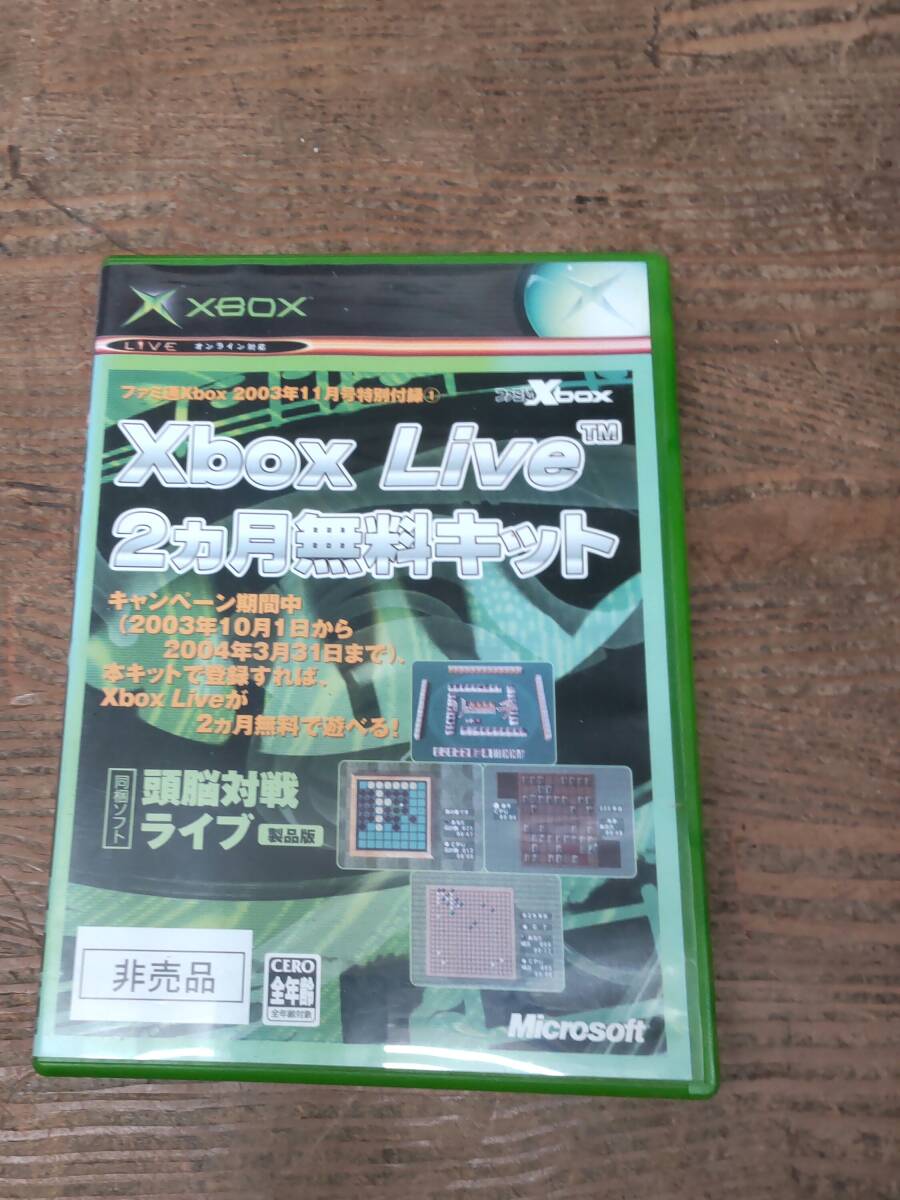 XBOX
LIVE オンライン対応
ファミ通Xbox 2003年11月号特別付録①
ファミ通Xbox
Xbox Live™
2ヵ月無料キット
キャンペーン期間中
(2003年10月1日から
2004年3月31日まで)、
本キットで登録すれば、
Xbox Liveが
2ヵ月無料で遊べる!
同梱ソフト
頭脳対戦
ライブ 製品版
非売品
CERO
全年齢
全年齢対象
Microsoft